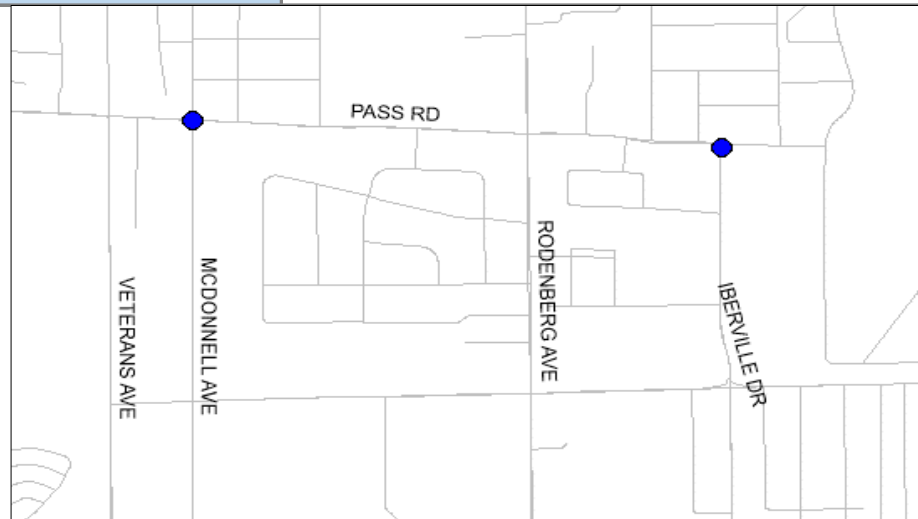 PASS RD
VETERANS AVE
MCDONNELL AVE
RODENBERG AVE
IBERVILLE DR